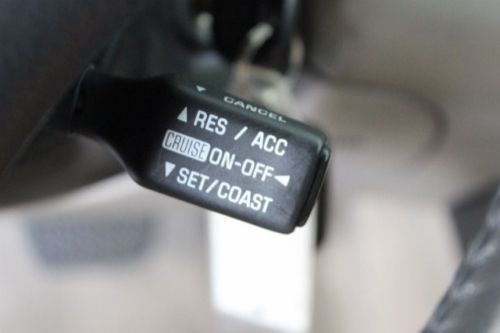 ▼ CANCEL
▲ RES / ACC
CRUISE ON-OFF ◄
▼ SET/COAST